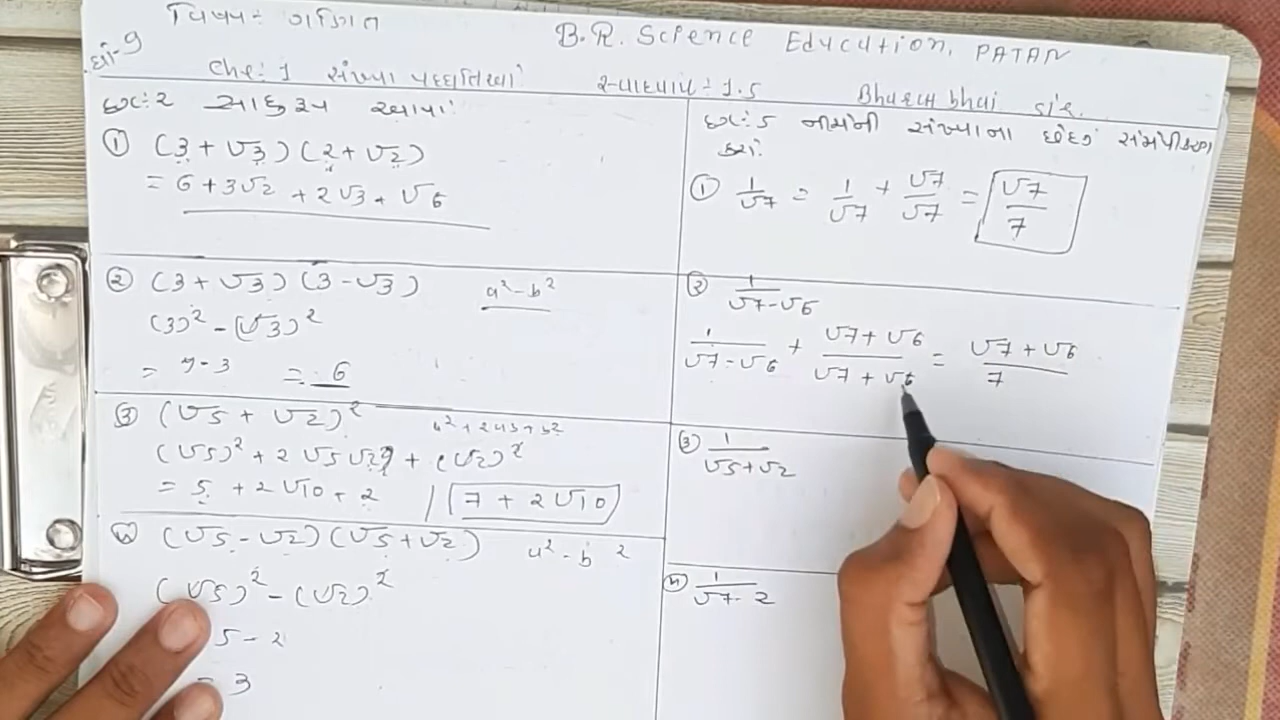 વિષય :- ગણિત B.R. Science Education, PATAN
ધો-9
Ch: 1 સંખ્યા પદ્ધતિઓ સ્વાધ્યાય :- 1.5 Bharatbhai સર.
પ્ર: ૨ સાદુ રૂપ આપો:
① (3 + √3) (2 + √2)
= 6 + 3√2 + 2√3 + √6
② (3 + √3) (3 - √3) a² - b²
(3)² - (√3)²
= 9 - 3 = 6
③ (√5 + √2)² a² + 2ab + b²
(√5)² + 2√5√2 + (√2)²
= 5 + 2√10 + 2 | 7 + 2√10
(√5 - √2) (√5 + √2) a² - b²
(√5)² - (√2)²
5 - 2
= 3
પ્ર: 5 નીચેની સંખ્યાના છેદનું સંમેયીકરણ
કરો:
① 1/√7 = 1/√7 + √7/√7 = √7/7
② 1/√7-√6
1/√7-√6 + √7+√6/√7+√6 = √7+√6/7
③ 1/√5+√2
④ 1/√7-2